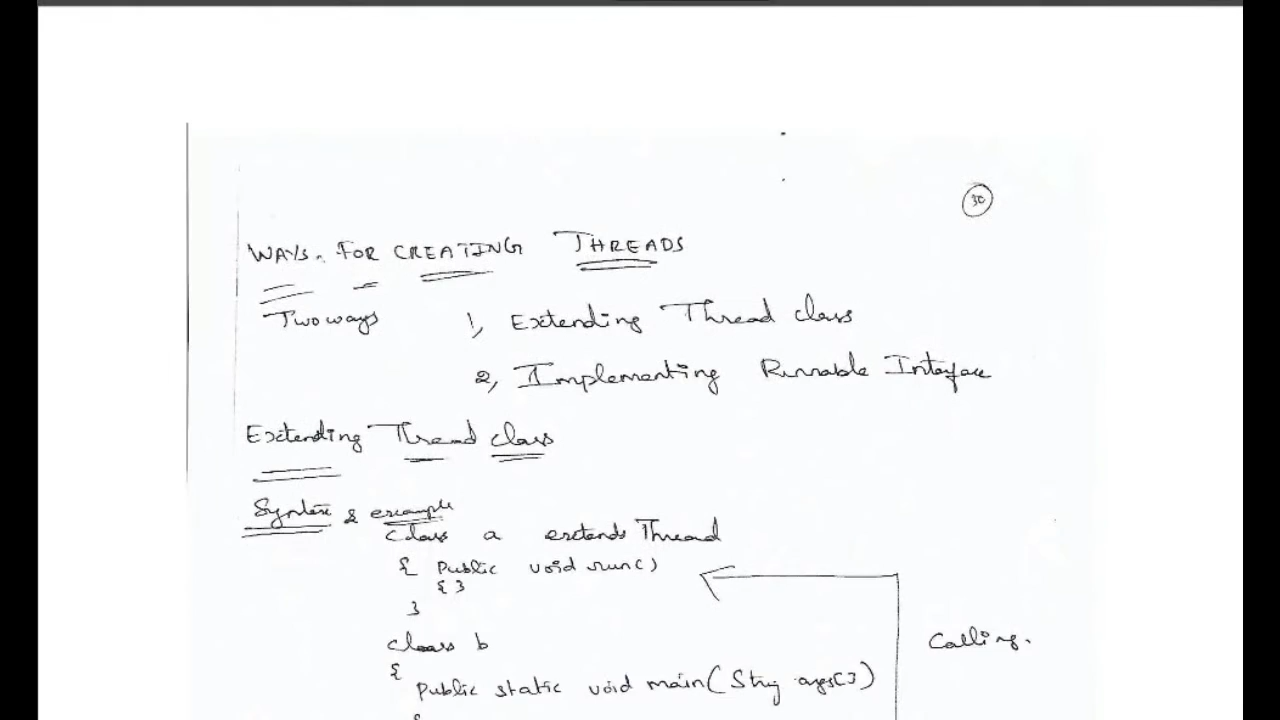 30
WAYS. FOR CREATING THREADS
Two ways 1, Extending Thread class
2, Implementing Runnable Interface
Extending Thread class
Syntax & example
Class a extends Thread
{ Public void run()
{ }
}
class b
{
Calling.
public static void main(String args[])
{